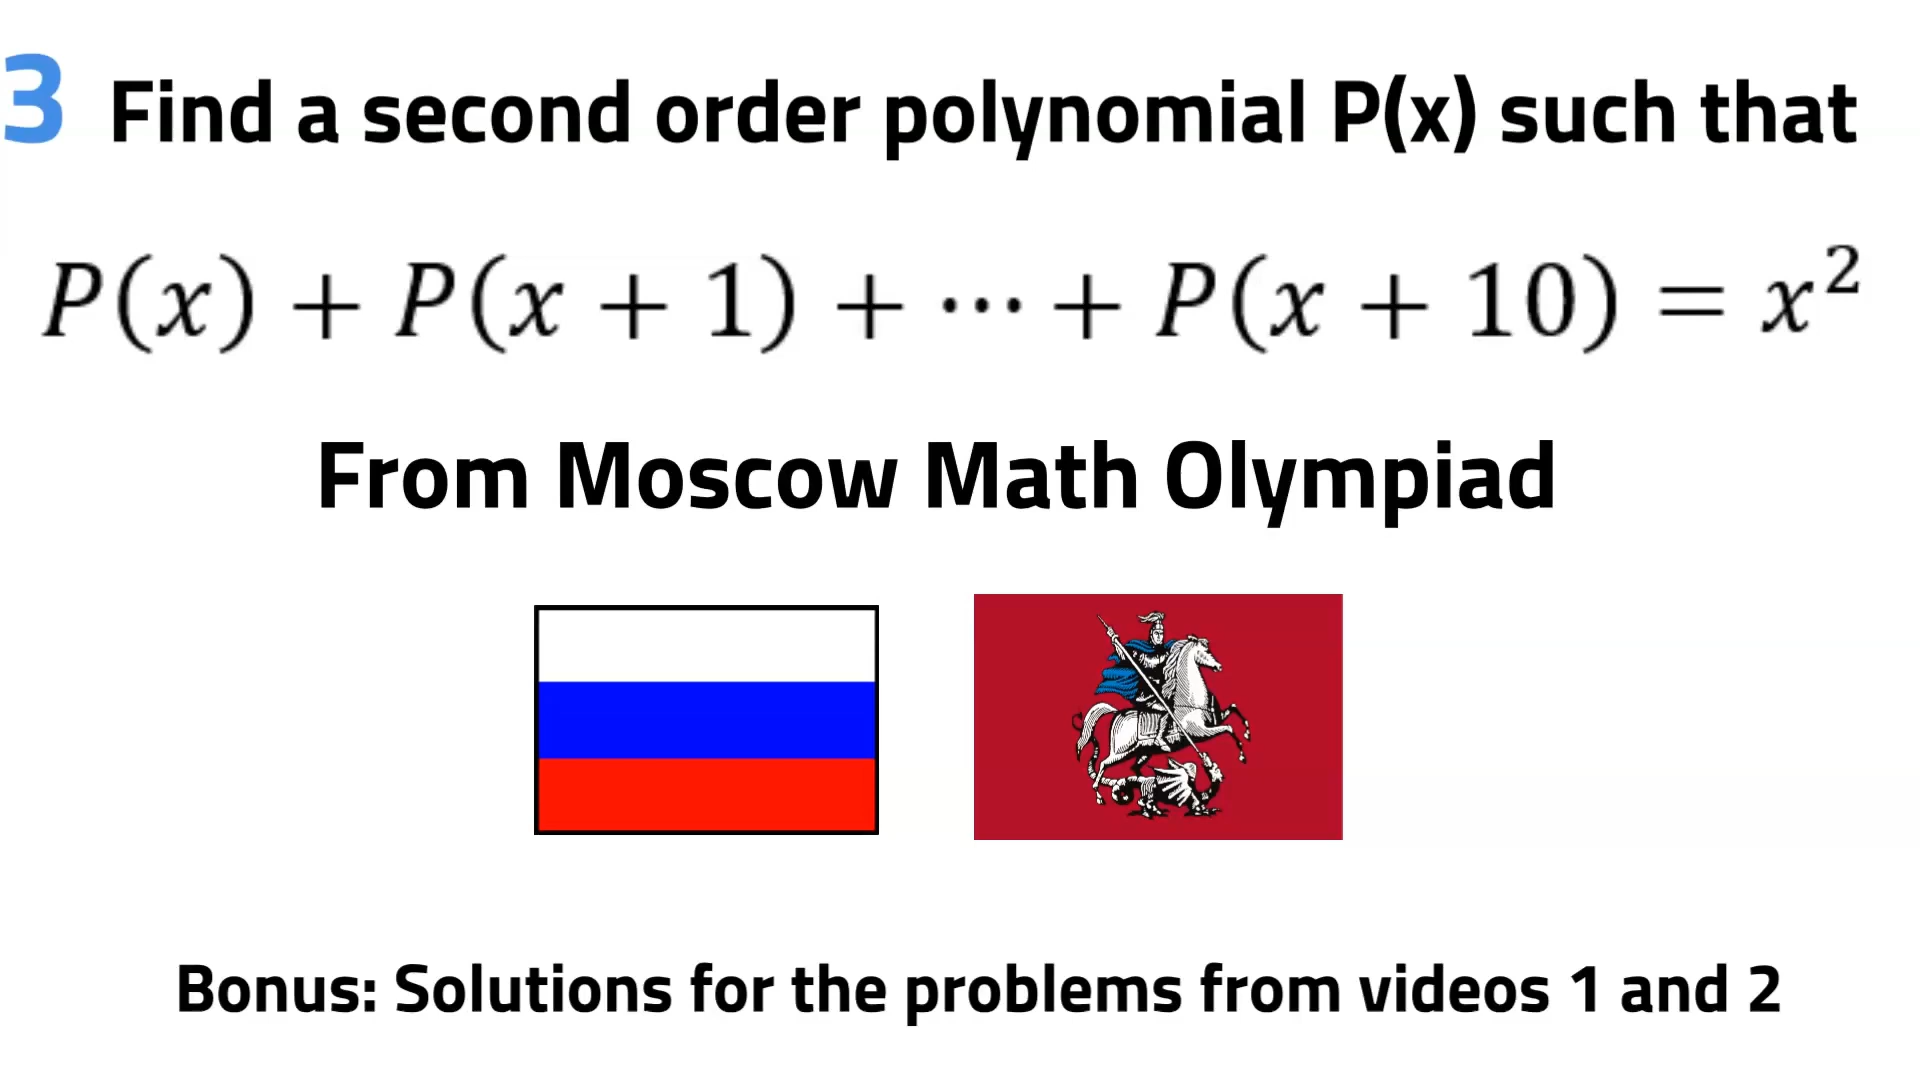 3 Find a second order polynomial P(x) such that
P(x) + P(x + 1) + ⋯ + P(x + 10) = x²
From Moscow Math Olympiad
Bonus: Solutions for the problems from videos 1 and 2